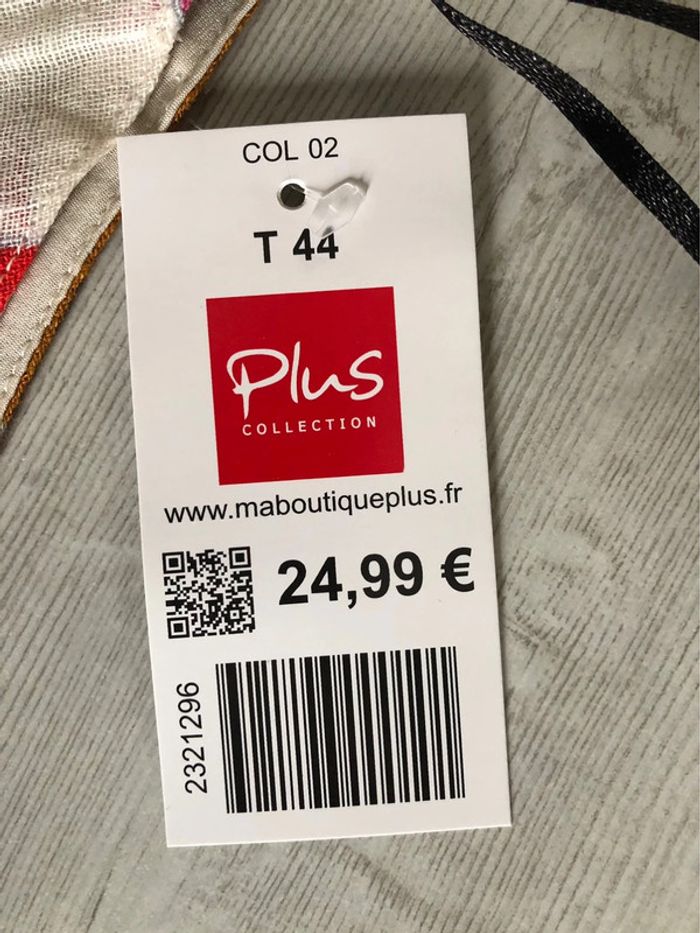 COL 02
T 44
Plus
COLLECTION
www.maboutiqueplus.fr
24,99 €
2321296